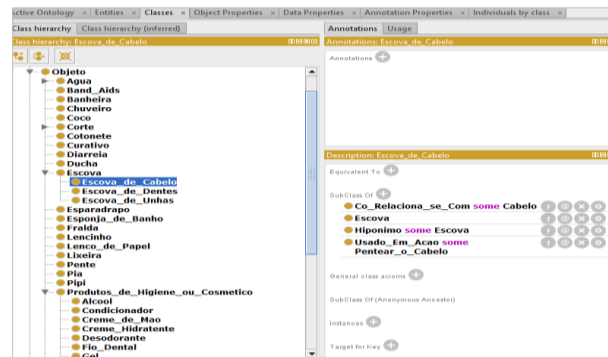 Active Ontology × Entities × Classes × Object Properties × Data Properties × Annotation Properties × Individuals by class ×
Class hierarchy Class hierarchy (inferred)
Class hierarchy: Escova_de_Cabelo
Objeto
Agua
Band_Aids
Banheira
Chuveiro
Coco
Corte
Cotonete
Curativo
Diarreia
Ducha
Escova
Escova_de_Cabelo
Escova_de_Dentes
Escova_de_Unhas
Esparadrapo
Esponja_de_Banho
Fralda
Lencinho
Lenco_de_Papel
Lixeira
Pente
Pia
Pipi
Produtos_de_Higiene_ou_Cosmetico
Alcool
Condicionador
Creme_de_Mao
Creme_Hidratante
Desodorante
Fio_Dental
Gel
Annotations Usage
Annotations: Escova_de_Cabelo
Annotations
Description: Escova_de_Cabelo
Equivalent To
SubClass Of
Co_Relaciona_se_Com some Cabelo
Escova
Hiponimo some Escova
Usado_Em_Acao some
Pentear_o_Cabelo
General class axioms
SubClass Of (Anonymous Ancestor)
Instances
Target for Key